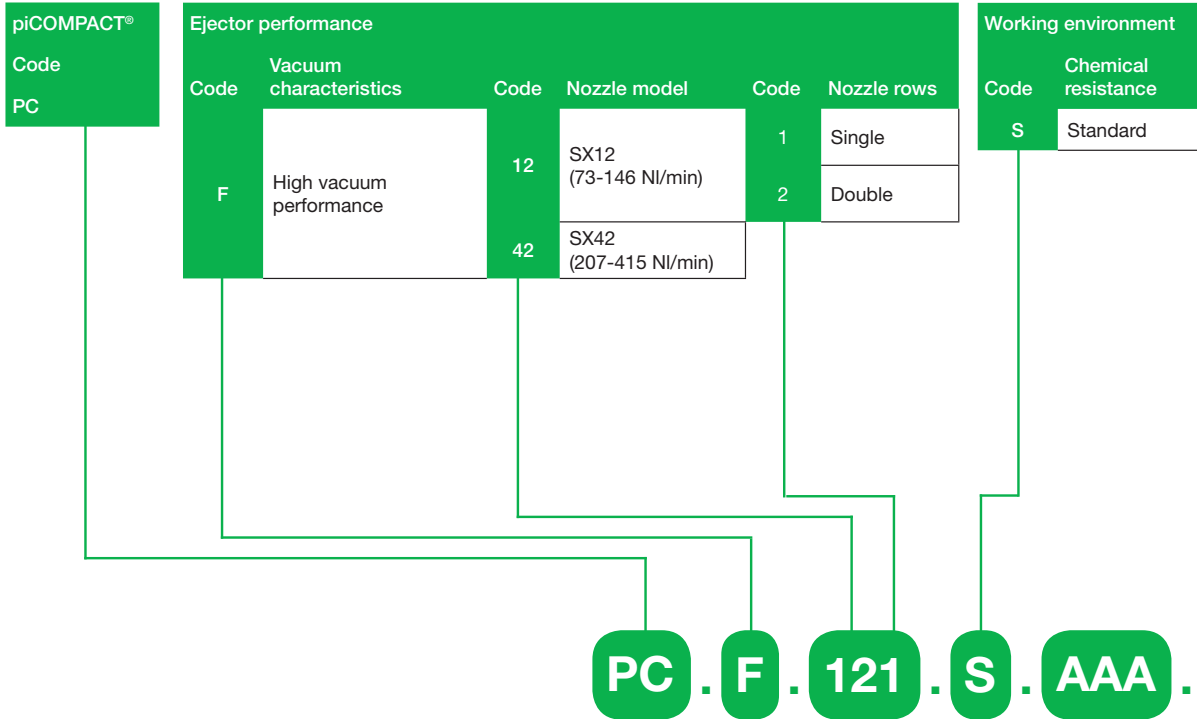 piCOMPACT®
Code
PC
Ejector performance
Code
Vacuum
characteristics
Code
Nozzle model
Code
Nozzle rows
F
High vacuum
performance
12
SX12
(73-146 Nl/min)
42
SX42
(207-415 Nl/min)
1
Single
2
Double
Working environment
Code
Chemical
resistance
S
Standard
PC . F . 121 . S . AAA .